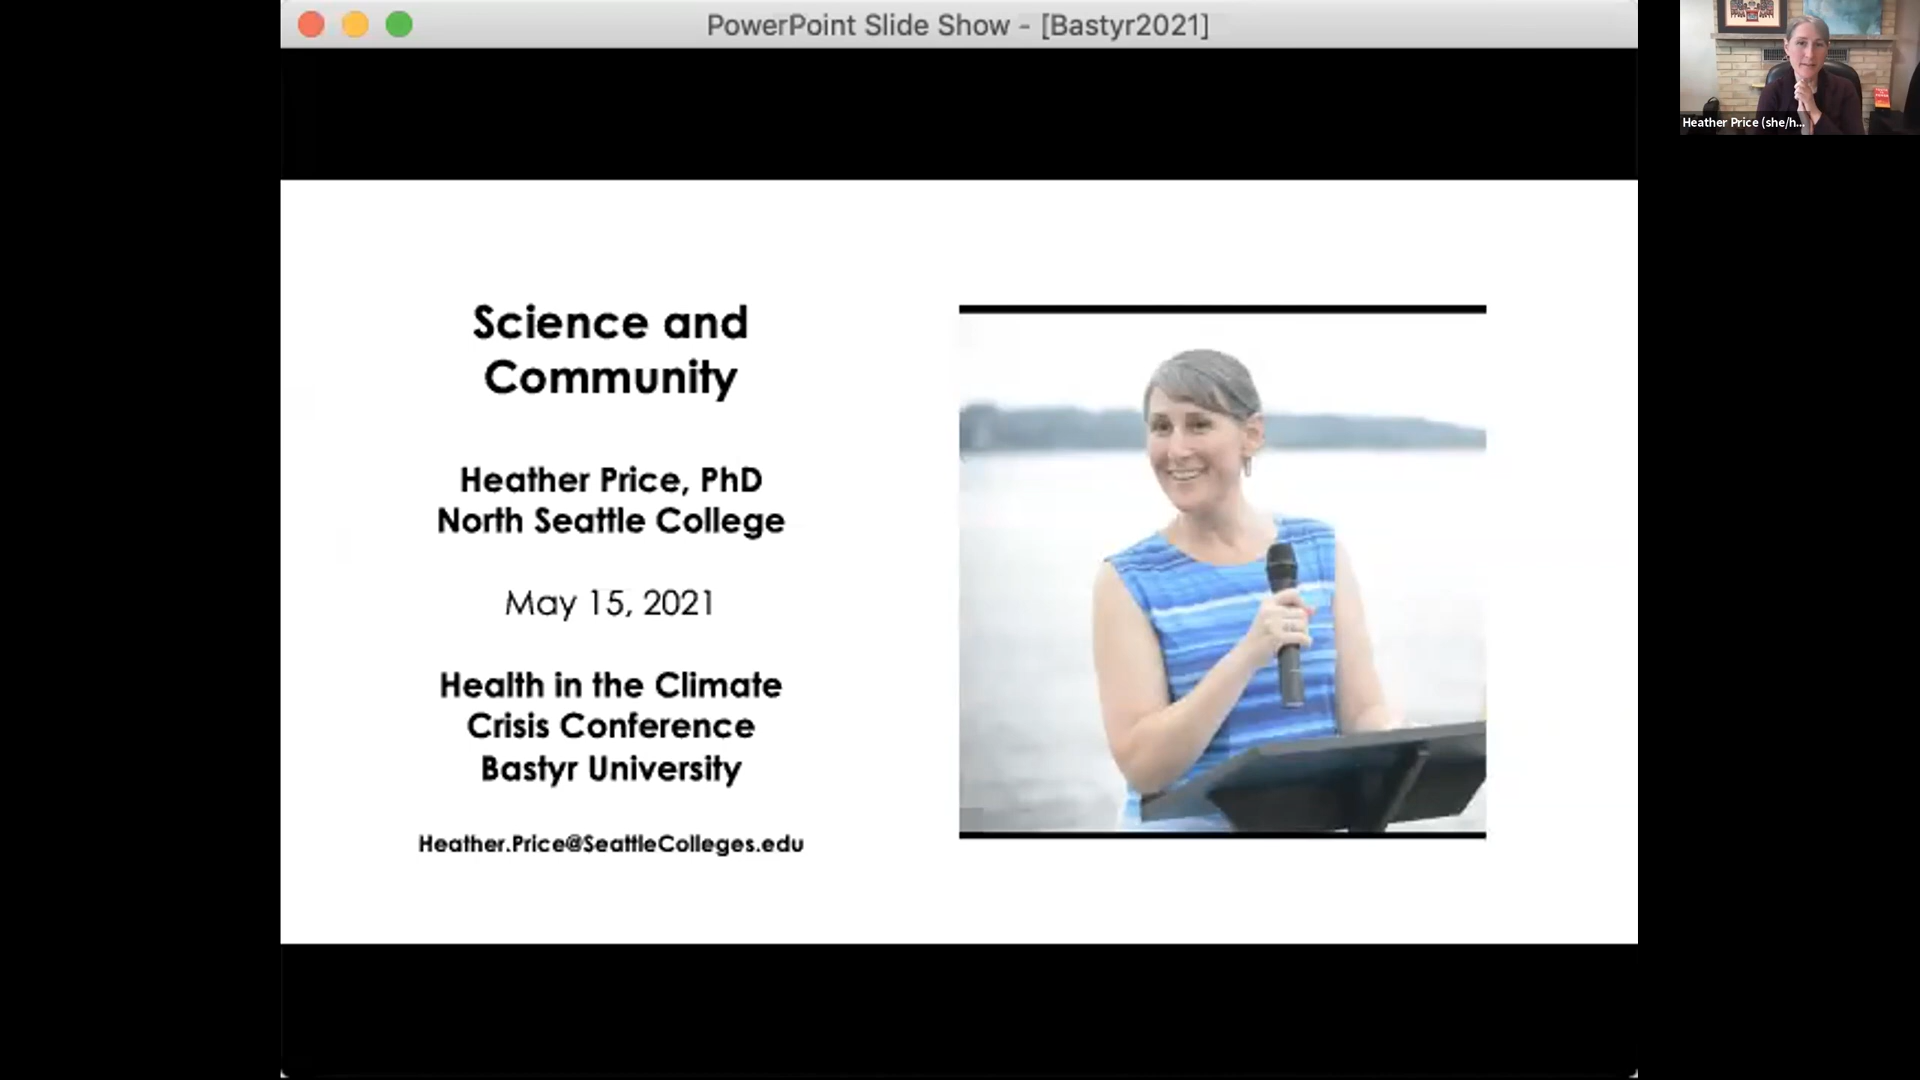 PowerPoint Slide Show - [Bastyr2021]
Heather Price (she/h...
Science and
Community
Heather Price, PhD
North Seattle College
May 15, 2021
Health in the Climate
Crisis Conference
Bastyr University
Heather.Price@SeattleColleges.edu